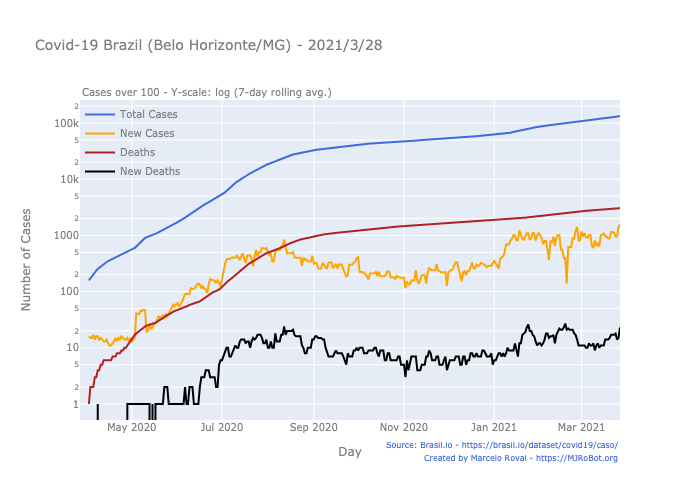 Covid-19 Brazil (Belo Horizonte/MG) - 2021/3/28
Cases over 100 - Y-scale: log (7-day rolling avg.)
Total Cases
New Cases
Deaths
New Deaths
2
100k
5
2
10k
5
2
1000
5
2
100
5
2
10
5
2
1
Number of Cases
May 2020
Jul 2020
Sep 2020
Nov 2020
Jan 2021
Mar 2021
Day
Source: Brasil.io - https://brasil.io/dataset/covid19/caso/
Created by Marcelo Rovai - https://MJRoBot.org